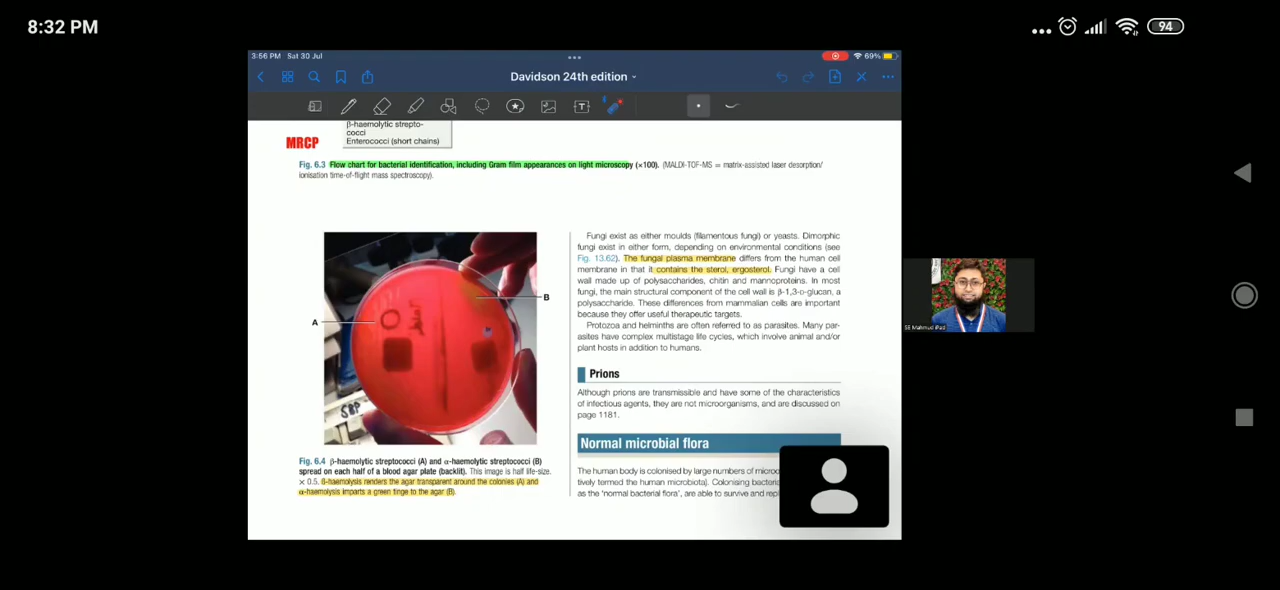 8:32 PM
94
3:56 PM Sat 30 Jul
69%
Davidson 24th edition
T
β-haemolytic strepto-
cocci
Enterococci (short chains)
MRCP
Fig. 6.3 Flow chart for bacterial identification, including Gram film appearances on light microscopy (×100). (MALDI-TOF-MS = matrix-assisted laser desorption/
ionisation time-of-flight mass spectroscopy).
A
B
SBP
Fig. 6.4 β-haemolytic streptococci (A) and α-haemolytic streptococci (B)
spread on each half of a blood agar plate (backlit). This image is half life-size.
× 0.5. β-haemolysis renders the agar transparent around the colonies (A) and
α-haemolysis imparts a green tinge to the agar (B).
Fungi exist as either moulds (filamentous fungi) or yeasts. Dimorphic
fungi exist in either form, depending on environmental conditions (see
Fig. 13.62). The fungal plasma membrane differs from the human cell
membrane in that it contains the sterol, ergosterol. Fungi have a cell
wall made up of polysaccharides, chitin and mannoproteins. In most
fungi, the main structural component of the cell wall is β-1,3-D-glucan, a
polysaccharide. These differences from mammalian cells are important
because they offer useful therapeutic targets.
Protozoa and helminths are often referred to as parasites. Many par-
asites have complex multistage life cycles, which involve animal and/or
plant hosts in addition to humans.
Prions
Although prions are transmissible and have some of the characteristics
of infectious agents, they are not microorganisms, and are discussed on
page 1181.
Normal microbial flora
The human body is colonised by large numbers of microo
tively termed the human microbiota). Colonising bacteria
as the 'normal bacterial flora', are able to survive and repl
SE Mahmud iPad